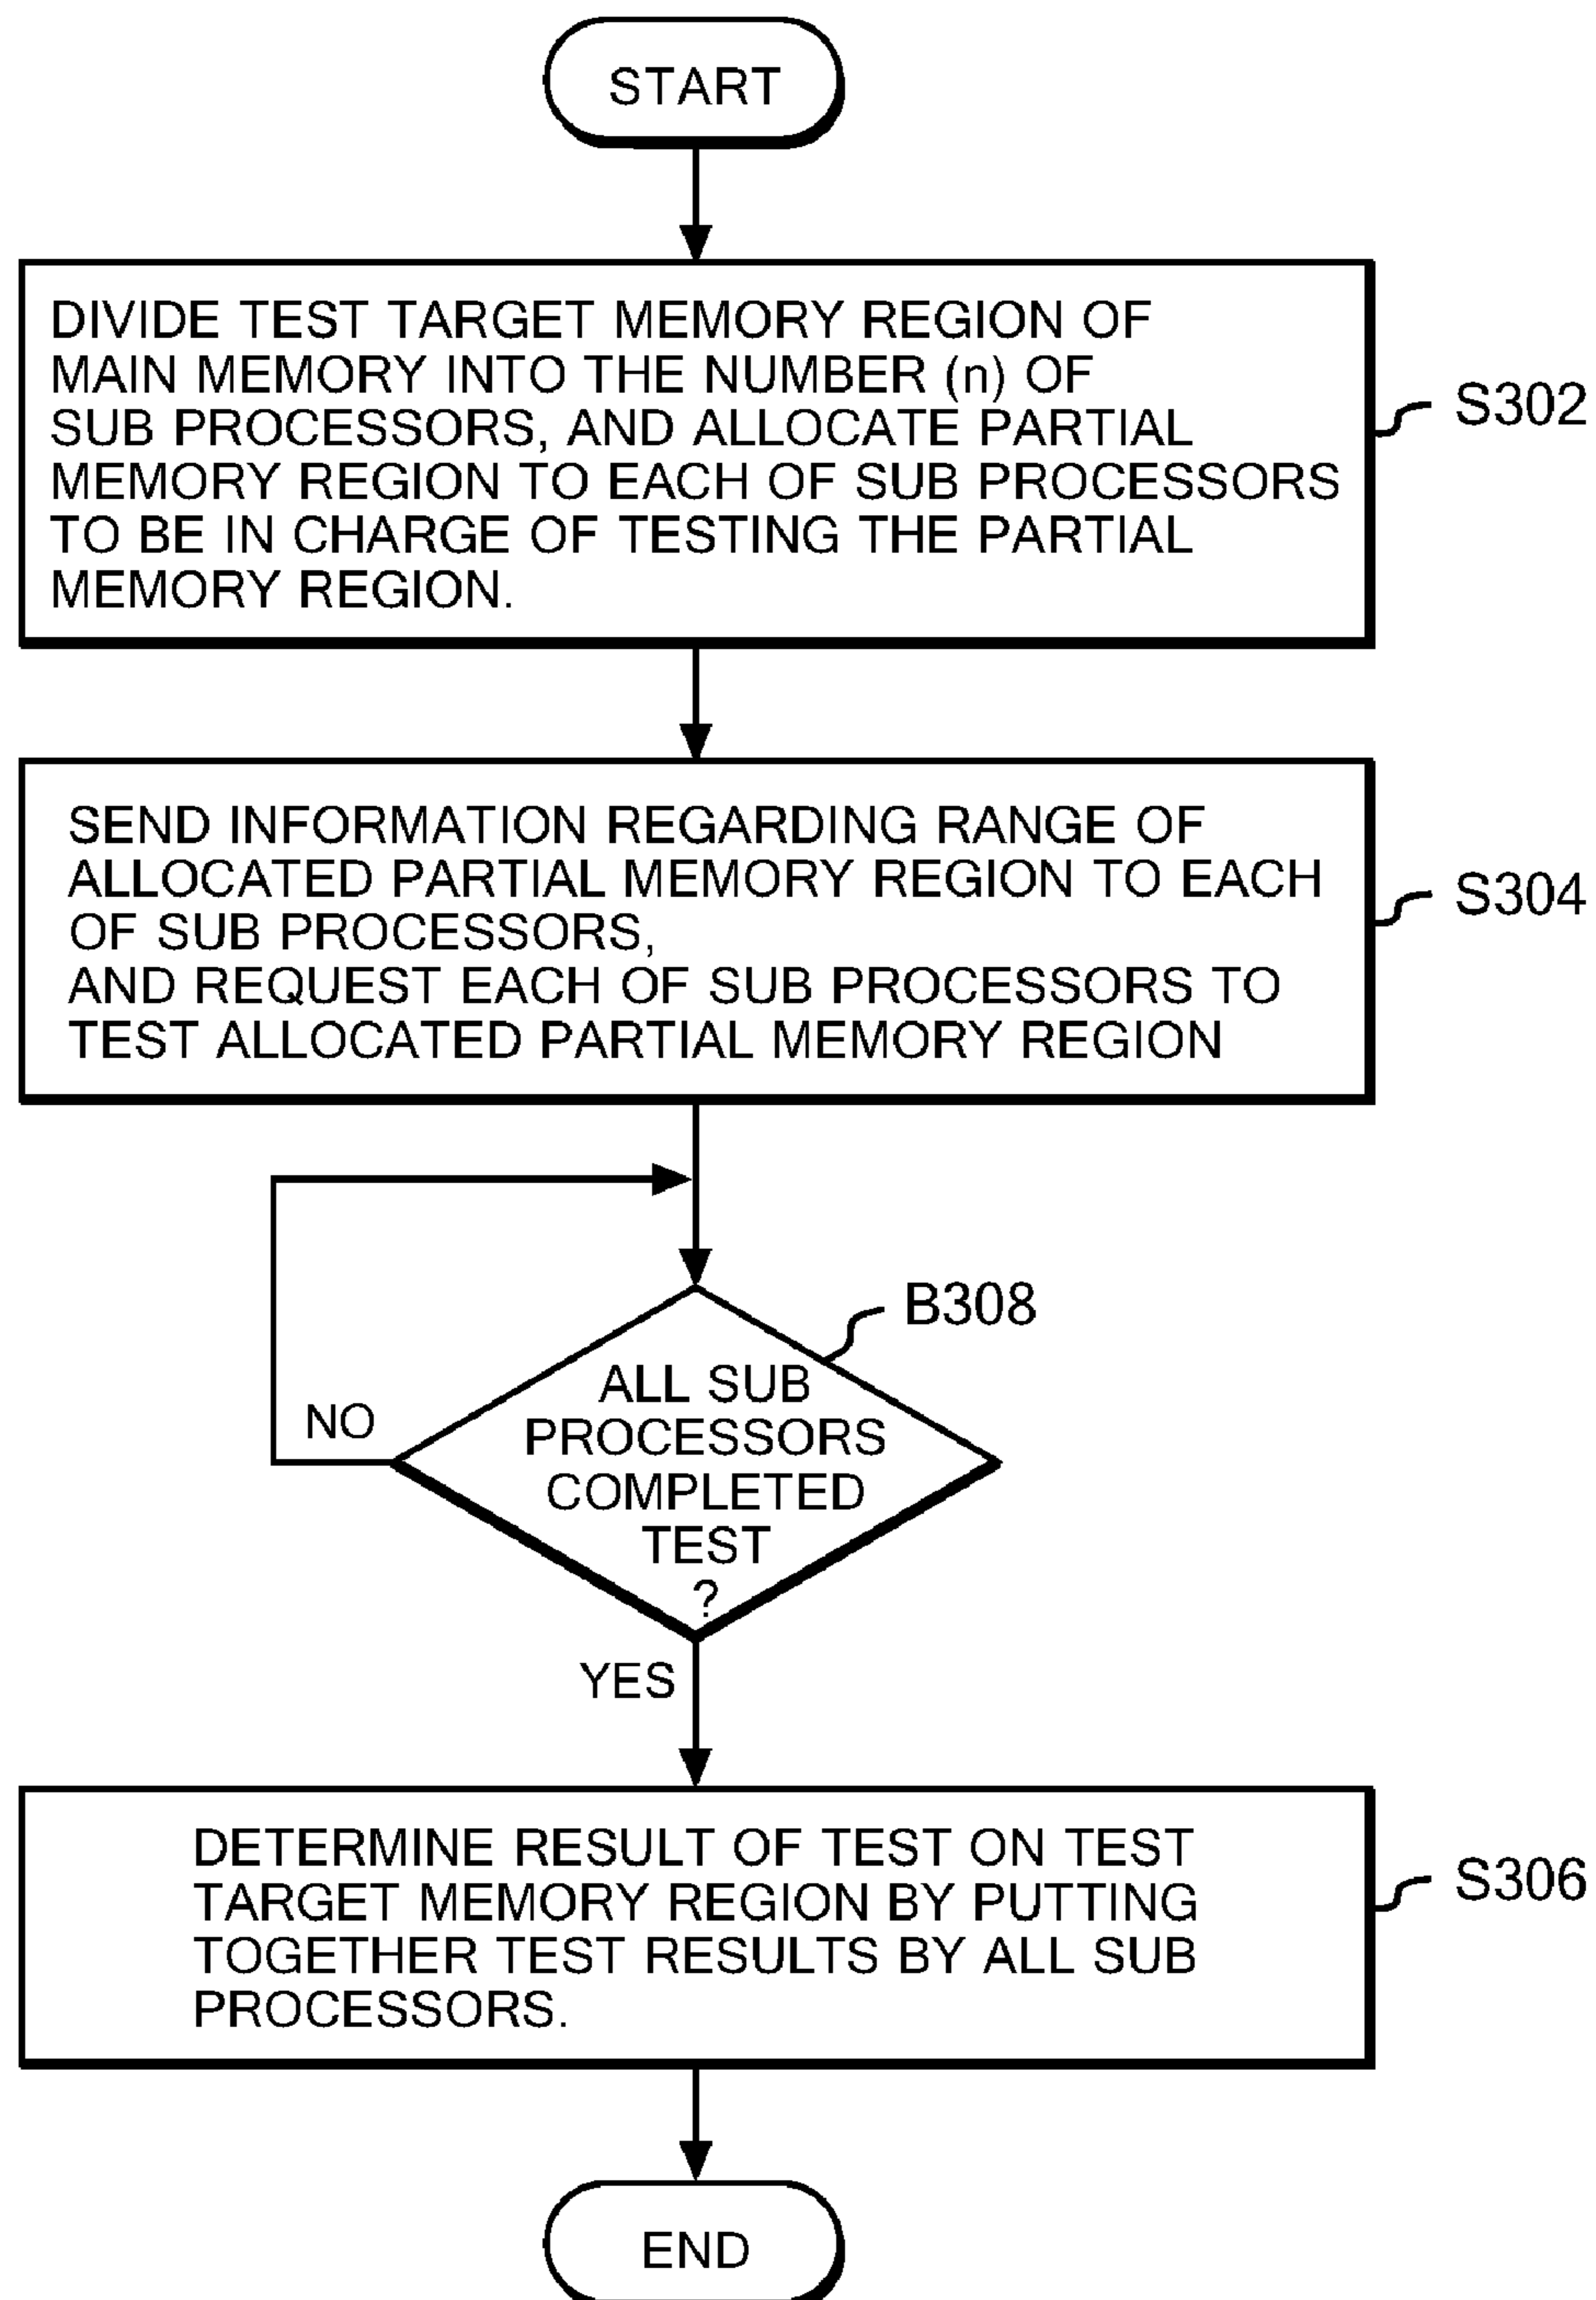 START
DIVIDE TEST TARGET MEMORY REGION OF
MAIN MEMORY INTO THE NUMBER (n) OF
SUB PROCESSORS, AND ALLOCATE PARTIAL
MEMORY REGION TO EACH OF SUB PROCESSORS
TO BE IN CHARGE OF TESTING THE PARTIAL
MEMORY REGION.
S302
SEND INFORMATION REGARDING RANGE OF
ALLOCATED PARTIAL MEMORY REGION TO EACH
OF SUB PROCESSORS,
AND REQUEST EACH OF SUB PROCESSORS TO
TEST ALLOCATED PARTIAL MEMORY REGION
S304
B308
ALL SUB
PROCESSORS
COMPLETED
TEST
?
NO
YES
DETERMINE RESULT OF TEST ON TEST
TARGET MEMORY REGION BY PUTTING
TOGETHER TEST RESULTS BY ALL SUB
PROCESSORS.
S306
END